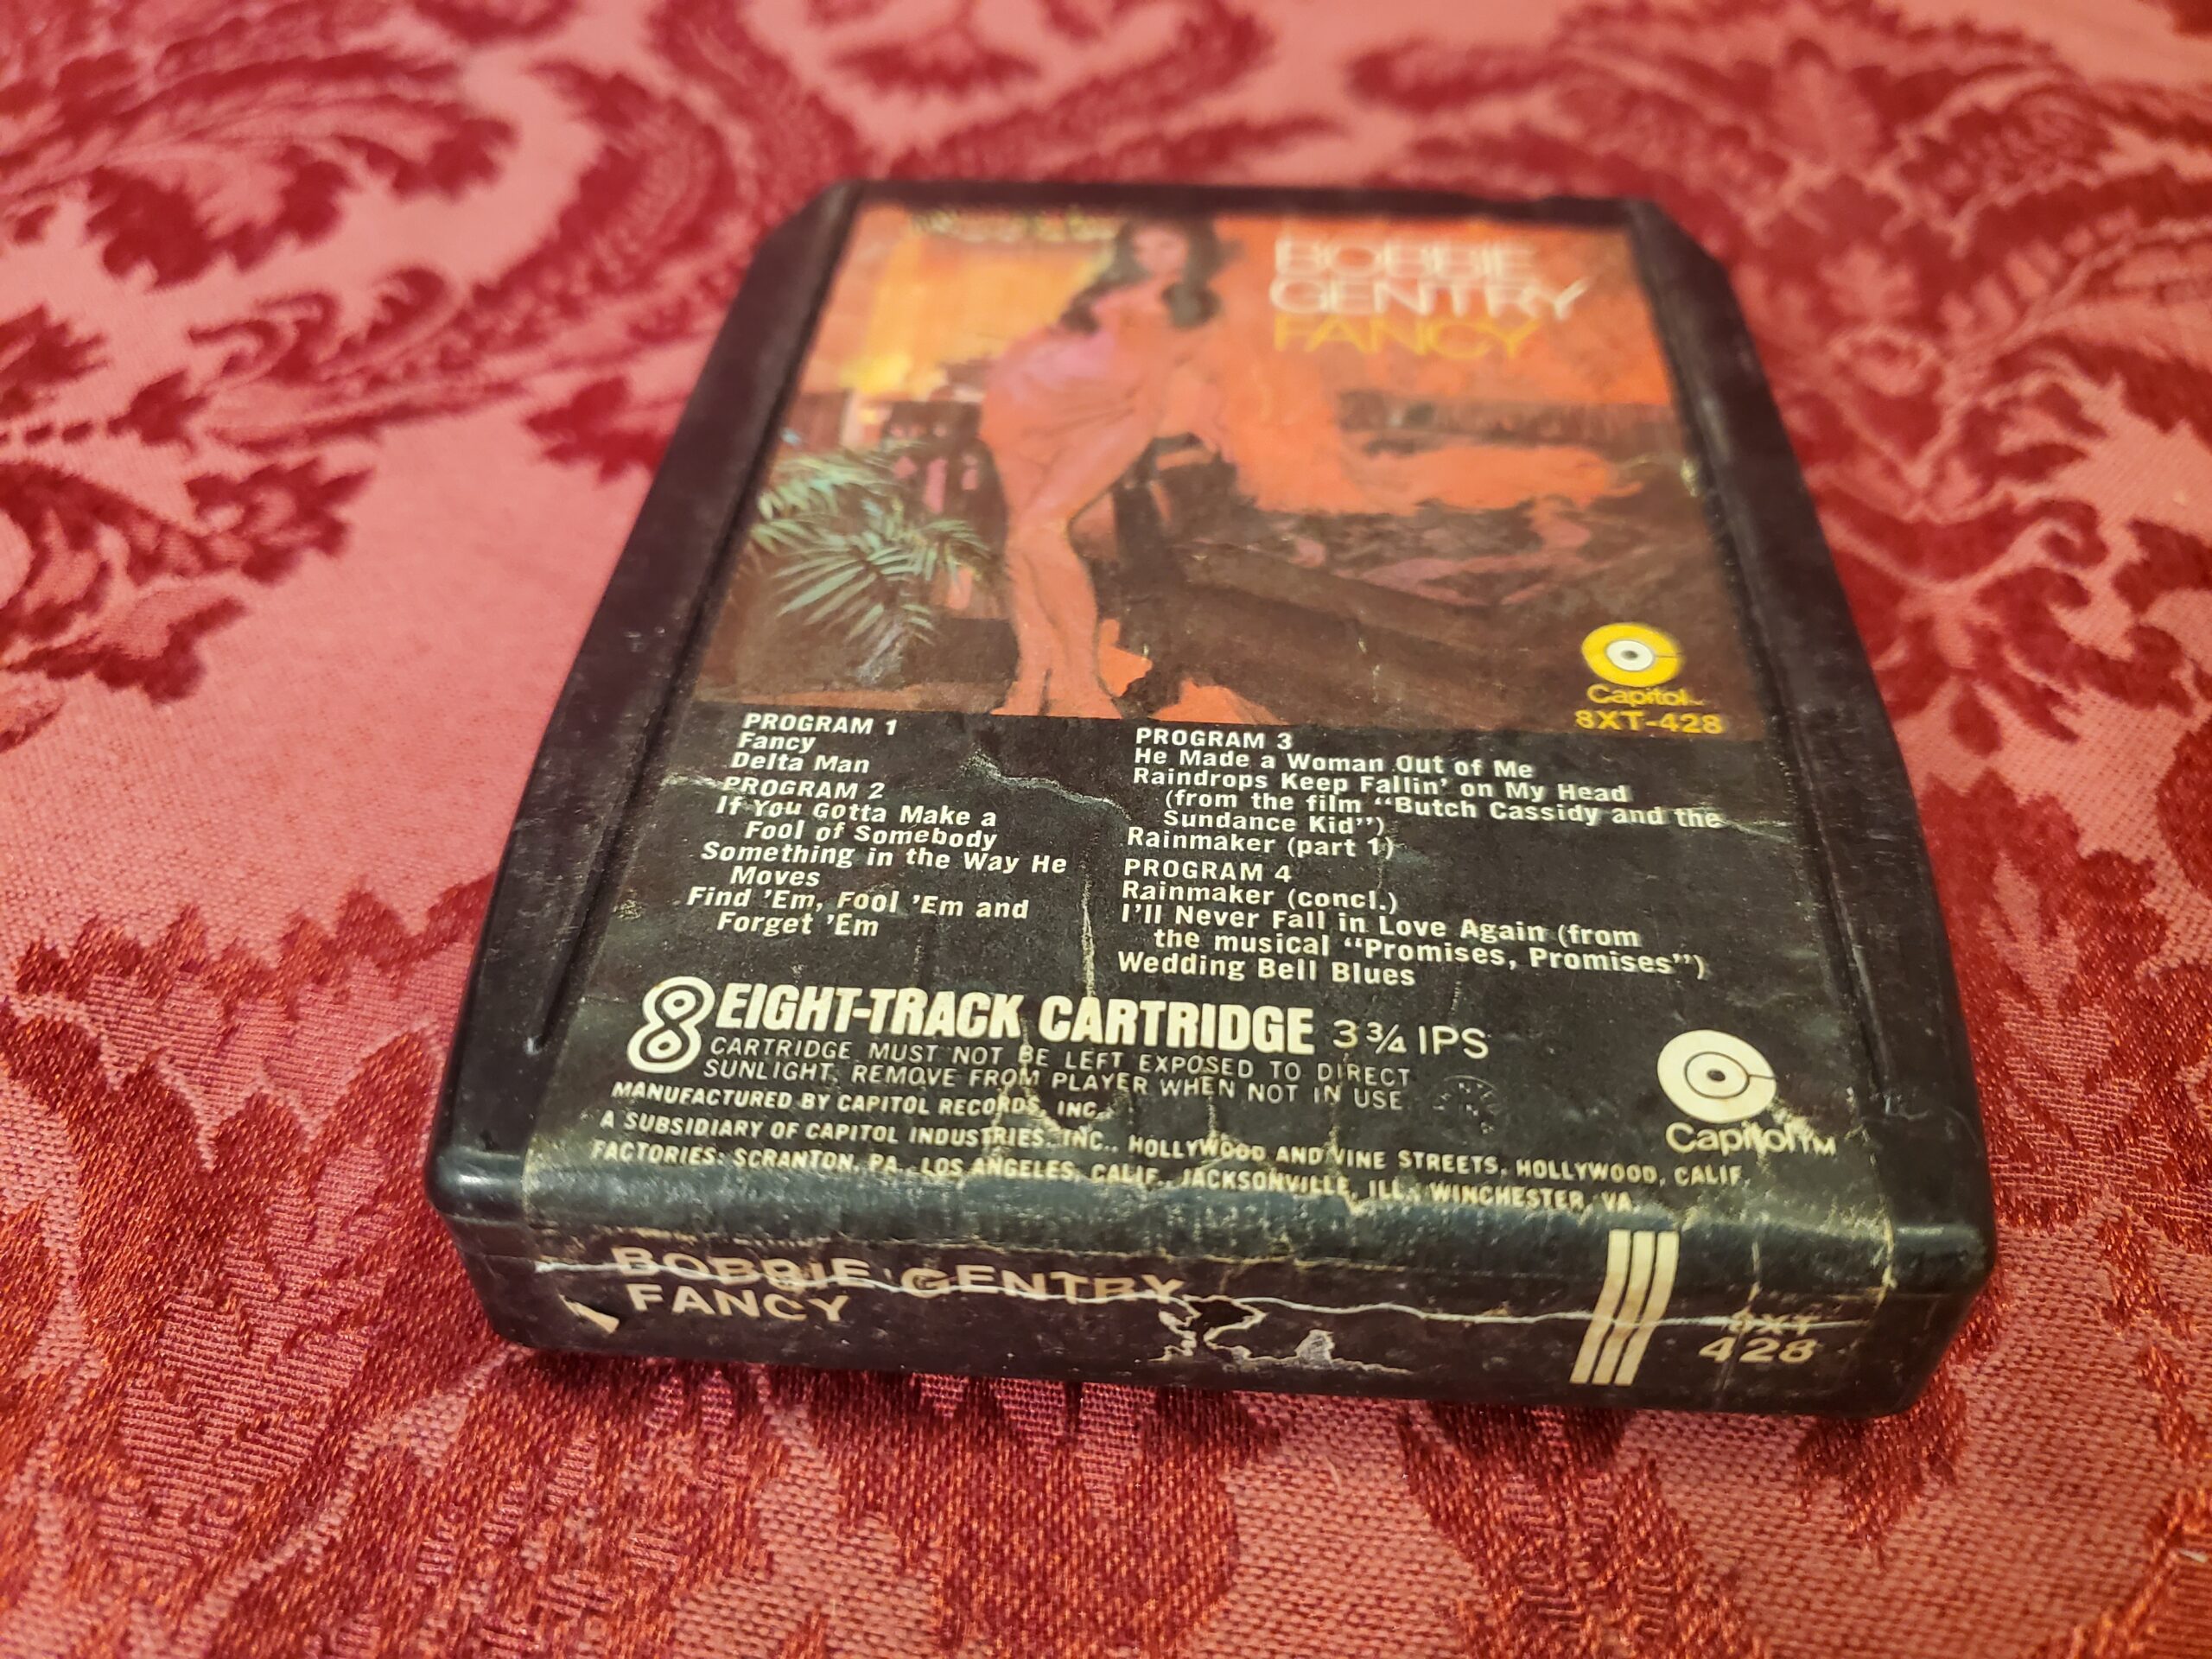 BOBBIE
GENTRY
FANCY
Capitol™
8XT-428
PROGRAM 1
Fancy
Delta Man
PROGRAM 2
If You Gotta Make a
Fool of Somebody
Something in the Way He
Moves
Find 'Em, Fool 'Em and
Forget 'Em
PROGRAM 3
He Made a Woman Out of Me
Raindrops Keep Fallin' on My Head
(from the film "Butch Cassidy and the
Sundance Kid")
Rainmaker (part 1)
PROGRAM 4
Rainmaker (concl.)
I'll Never Fall in Love Again (from
the musical "Promises, Promises")
Wedding Bell Blues
8 EIGHT-TRACK CARTRIDGE 3 ¾ IPS
CARTRIDGE MUST NOT BE LEFT EXPOSED TO DIRECT
SUNLIGHT. REMOVE FROM PLAYER WHEN NOT IN USE
MANUFACTURED BY CAPITOL RECORDS, INC.,
A SUBSIDIARY OF CAPITOL INDUSTRIES, INC., HOLLYWOOD AND VINE STREETS, HOLLYWOOD, CALIF.
FACTORIES: SCRANTON, PA., LOS ANGELES, CALIF., JACKSONVILLE, ILL., WINCHESTER, VA.
Capitol™
BOBBIE GENTRY
FANCY
8XT
428